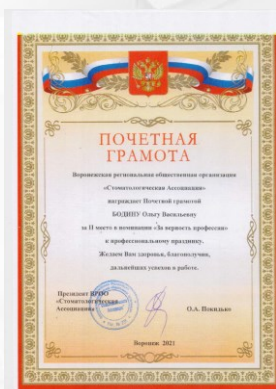 ПОЧЕТНАЯ
ГРАМОТА
Воронежская региональная общественная организация
«Стоматологическая Ассоциация»
награждает Почетной грамотой
БОДИНУ Ольгу Васильевну
за II место в номинации «За верность профессии»
к профессиональному празднику.
Желаем Вам здоровья, благополучия,
дальнейших успехов в работе.
Президент ВРОО
«Стоматологическая
Ассоциация»
О.А. Покидько
Воронеж 2021